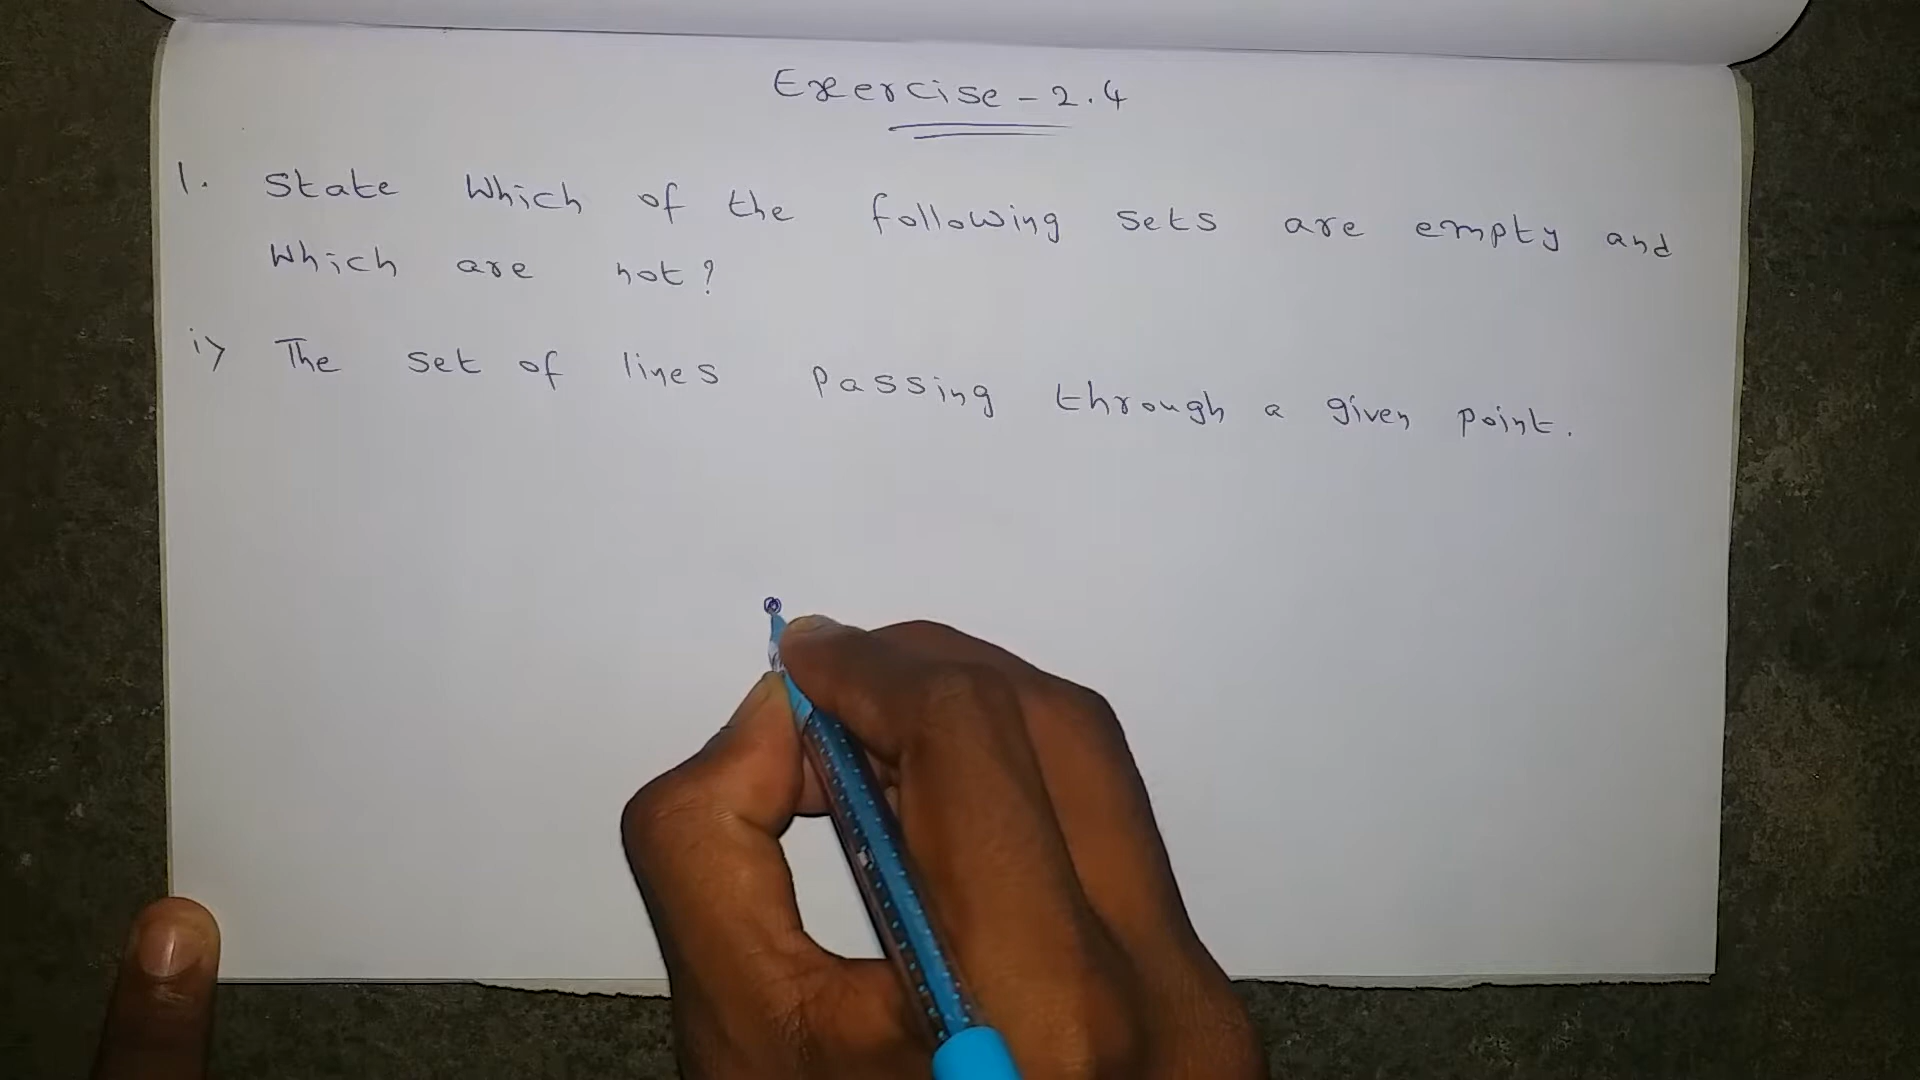 Exercise - 2.4
1. State Which of the following sets are empty and
Which are not?
i> The set of lines passing through a given point.